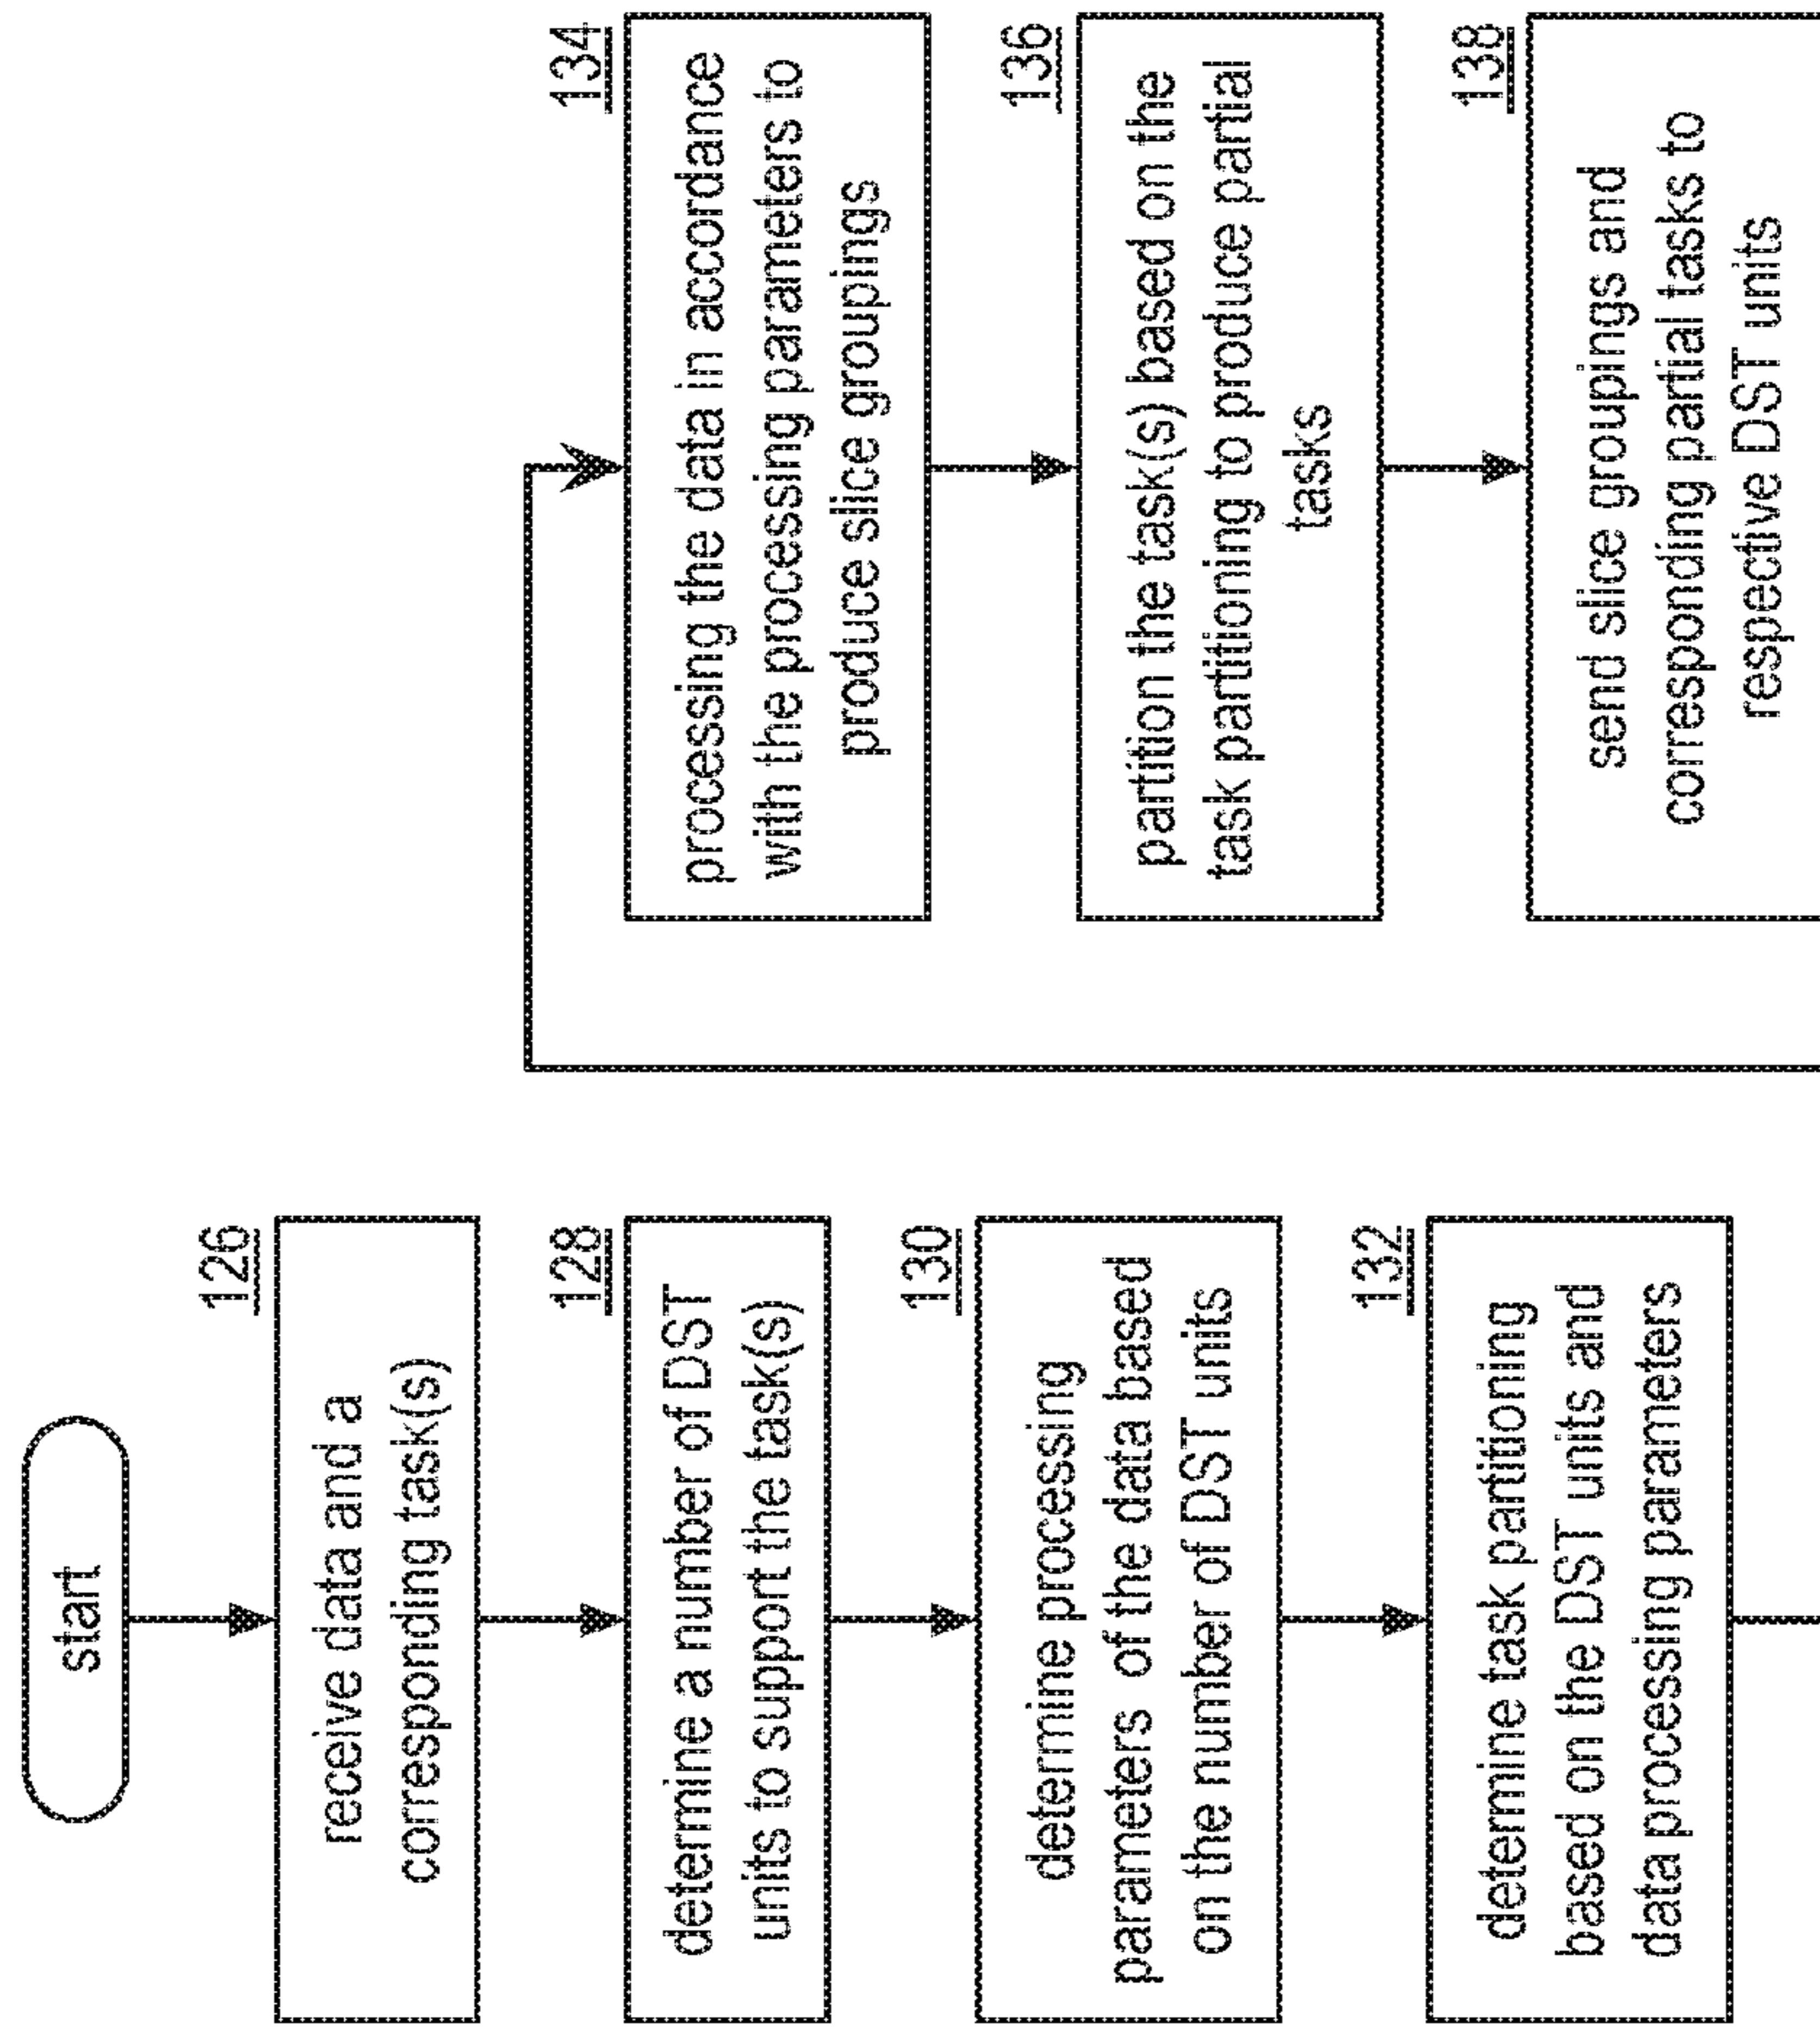 start
126
receive data and a
corresponding task(s)
128
determine a number of DST
units to support the task(s)
130
determine processing
parameters of the data based
on the number of DST units
132
determine task partitioning
based on the DST units and
data processing parameters
134
processing the data in accordance
with the processing parameters to
produce slice groupings
136
partition the task(s) based on the
task partitioning to produce partial
tasks
138
send slice groupings and
corresponding partial tasks to
respective DST units